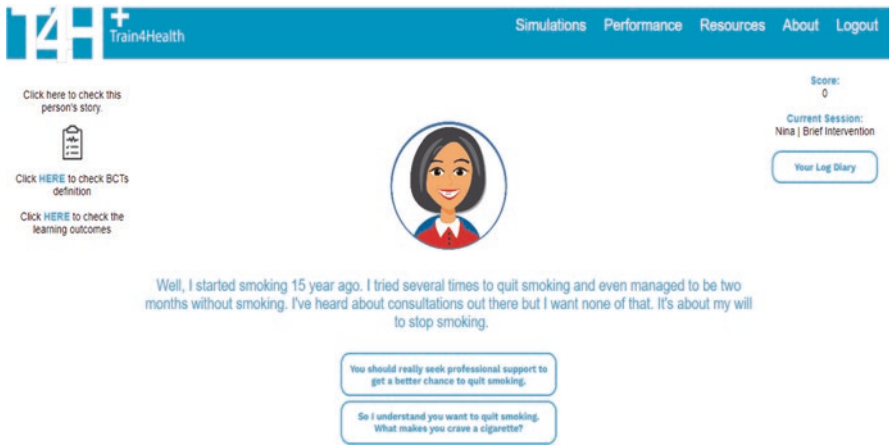 T4H+
Train4Health
Simulations Performance Resources About Logout
Click here to check this
person's story.
Click HERE to check BCTs
definition
Click HERE to check the
learning outcomes
Score:
0
Current Session:
Nina | Brief Intervention
Your Log Diary
Well, I started smoking 15 year ago. I tried several times to quit smoking and even managed to be two
months without smoking. I've heard about consultations out there but I want none of that. It's about my will
to stop smoking.
You should really seek professional support to
get a better chance to quit smoking.
So I understand you want to quit smoking.
What makes you crave a cigarette?